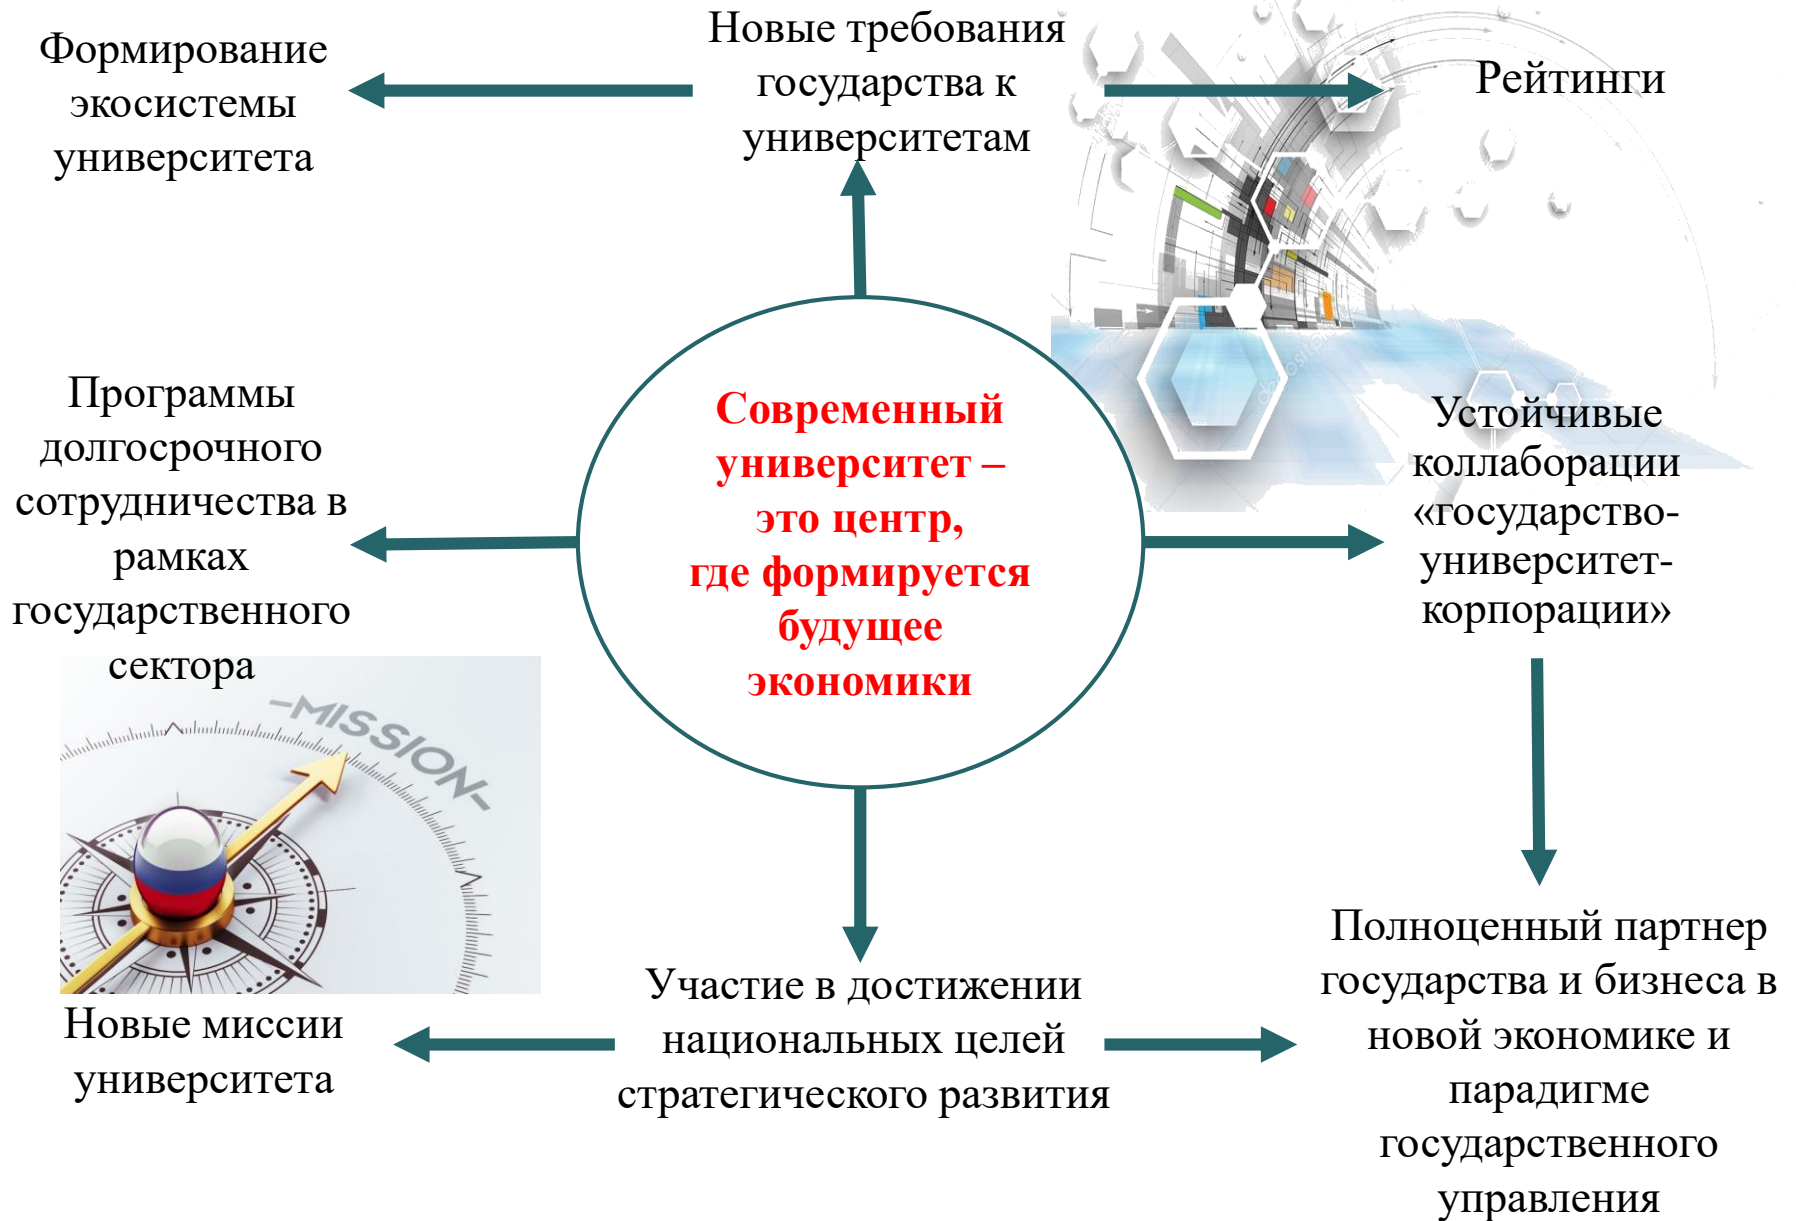 Формирование
экосистемы
университета
Новые требования
государства к
университетам
Рейтинги
Программы
долгосрочного
сотрудничества в
рамках
государственного
сектора
Современный
университет –
это центр,
где формируется
будущее
экономики
Устойчивые
коллаборации
«государство-
университет-
корпорации»
-MISSION-
Новые миссии
университета
Участие в достижении
национальных целей
стратегического развития
Полноценный партнер
государства и бизнеса в
новой экономике и
парадигме
государственного
управления